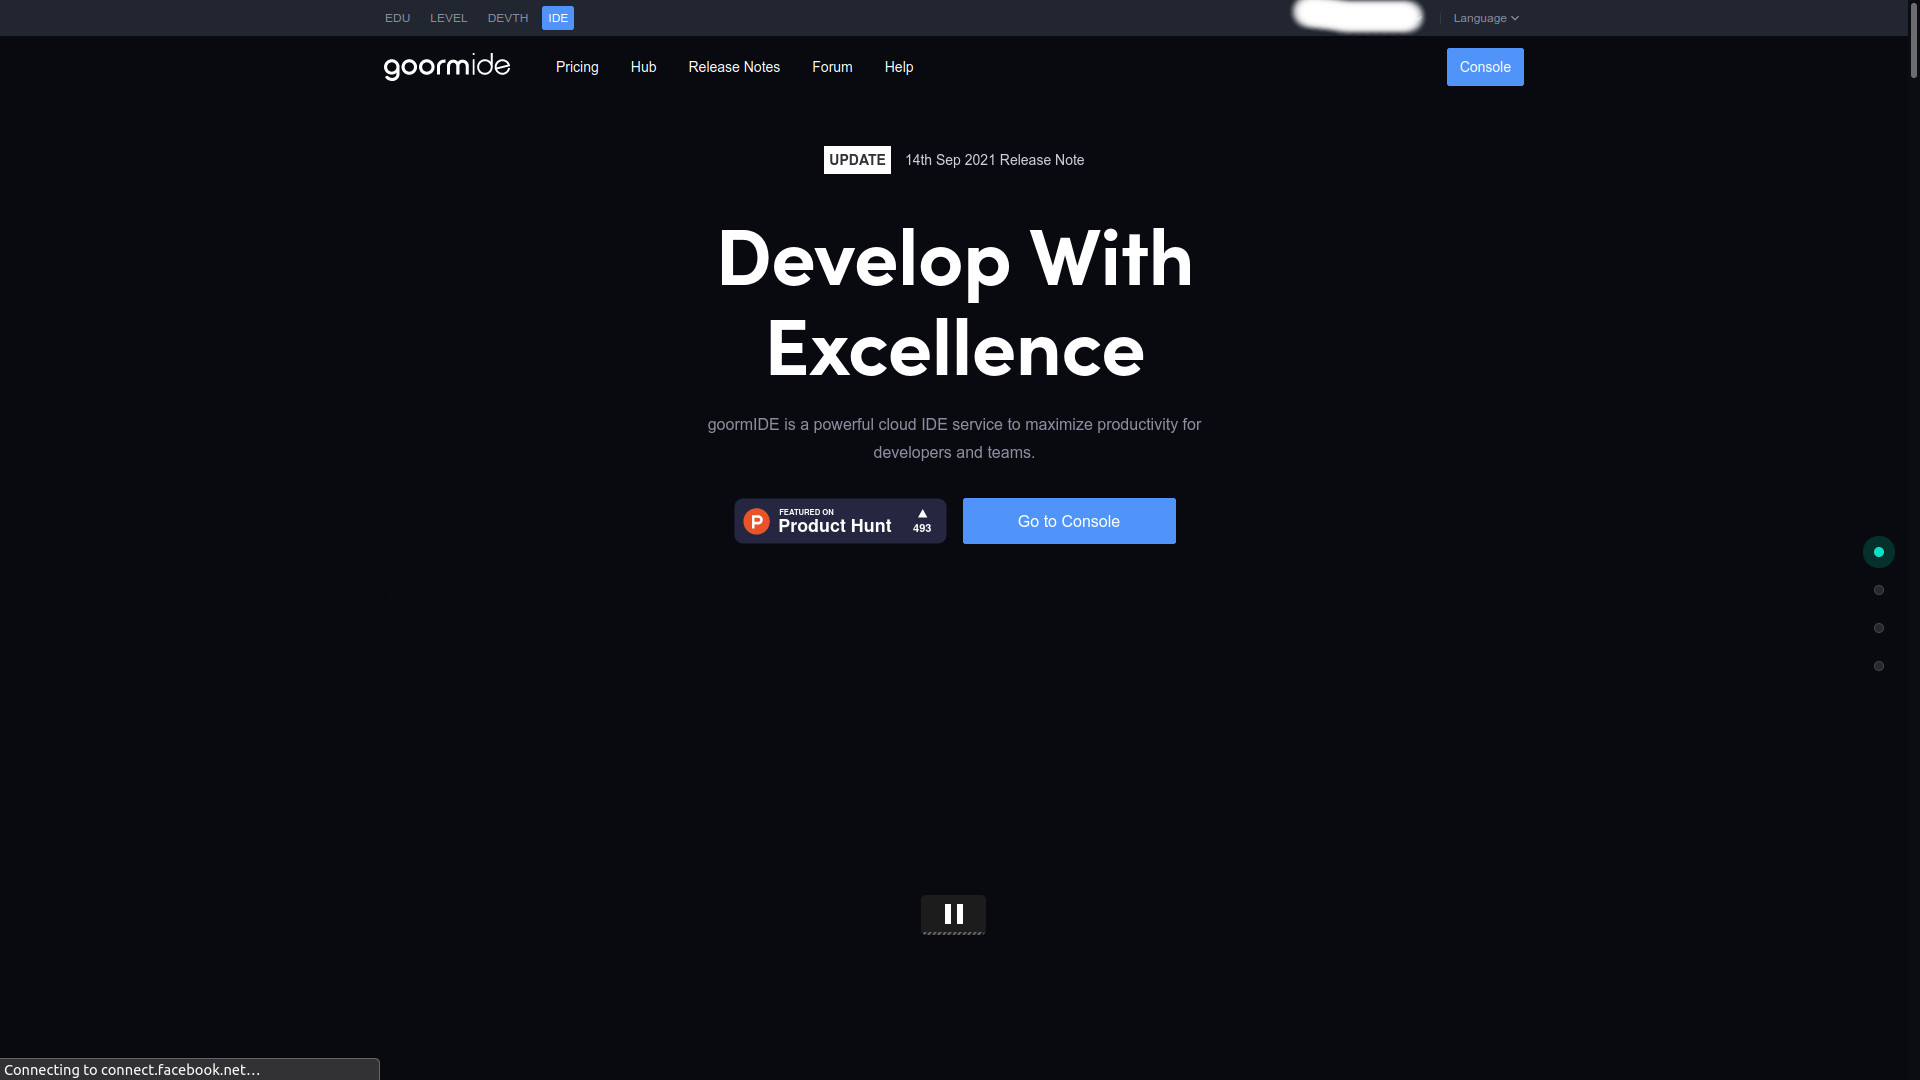 EDU LEVEL DEVTH IDE Language
goormide Pricing Hub Release Notes Forum Help Console
UPDATE 14th Sep 2021 Release Note
Develop With
Excellence
goormIDE is a powerful cloud IDE service to maximize productivity for
developers and teams.
FEATURED ON
Product Hunt
493
Go to Console
Connecting to connect.facebook.net…